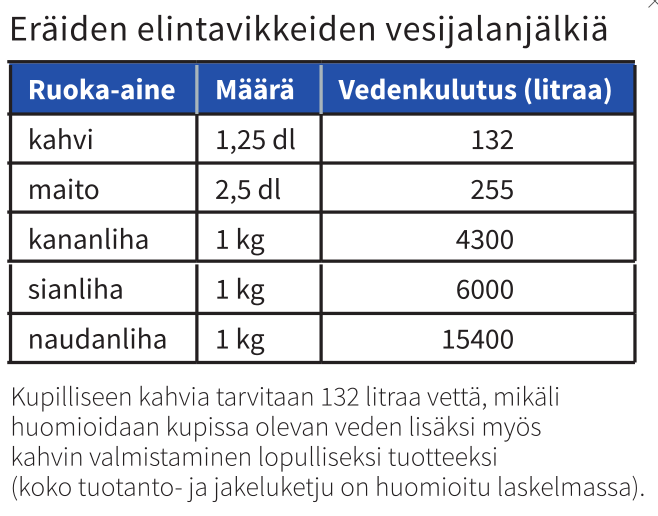 Eräiden elintavikkeiden vesijalanjälkiä
Ruoka-aine Määrä Vedenkulutus (litraa)
kahvi 1,25 dl 132
maito 2,5 dl 255
kananliha 1 kg 4300
sianliha 1 kg 6000
naudanliha 1 kg 15400
Kupilliseen kahvia tarvitaan 132 litraa vettä, mikäli
huomioidaan kupissa olevan veden lisäksi myös
kahvin valmistaminen lopulliseksi tuotteeksi
(koko tuotanto- ja jakeluketju on huomioitu laskelmassa).